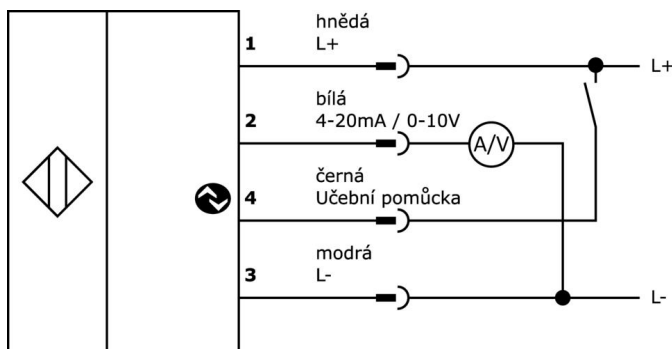 hnědá
1 L+
L+
bílá
2 4-20mA / 0-10V
A/V
černá
4 Učební pomůcka
modrá
3 L-
L-